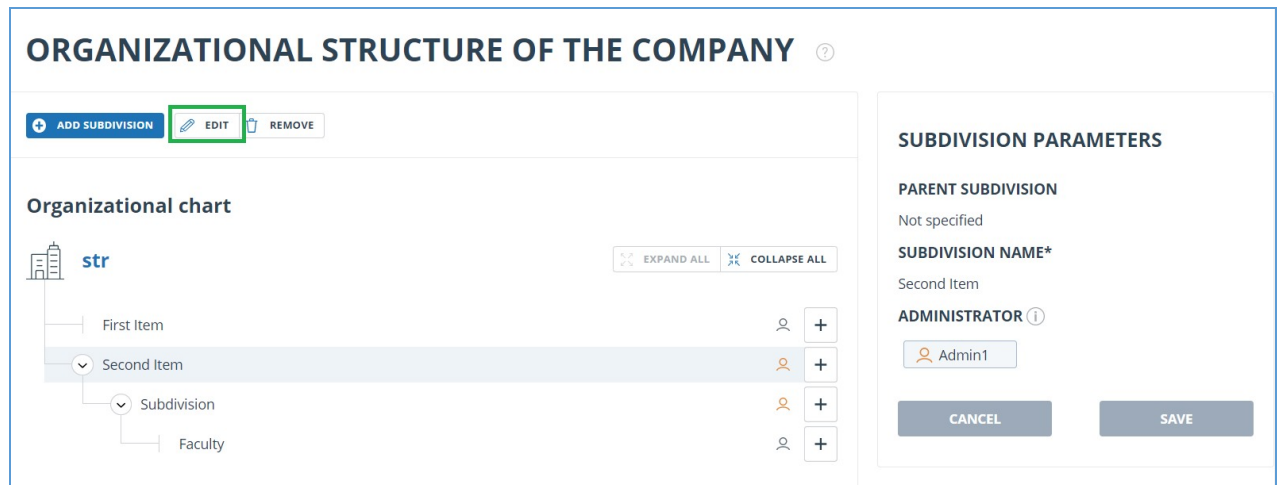 ORGANIZATIONAL STRUCTURE OF THE COMPANY ?
ADD SUBDIVISION EDIT REMOVE
Organizational chart
str
EXPAND ALL COLLAPSE ALL
First Item
Second Item
Subdivision
Faculty
SUBDIVISION PARAMETERS
PARENT SUBDIVISION
Not specified
SUBDIVISION NAME*
Second Item
ADMINISTRATOR i
Admin1
CANCEL SAVE